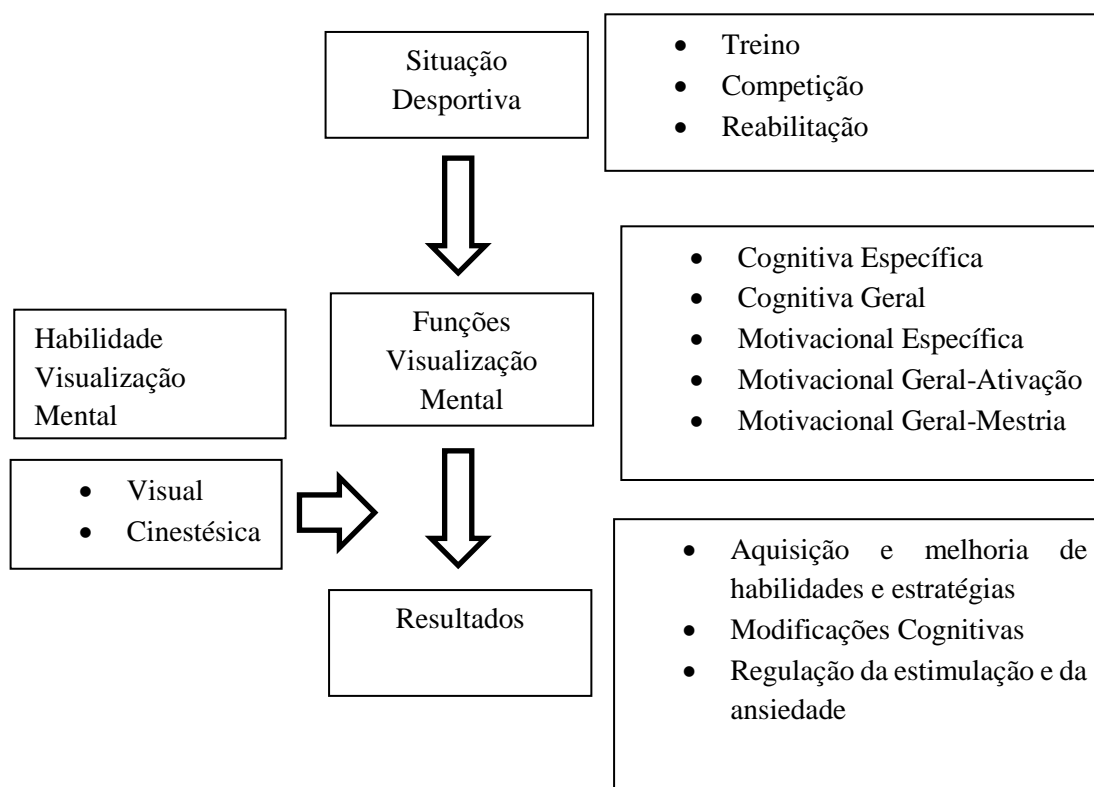 Situação
Desportiva
• Treino
• Competição
• Reabilitação
Habilidade
Visualização
Mental
Funções
Visualização
Mental
• Cognitiva Específica
• Cognitiva Geral
• Motivacional Específica
• Motivacional Geral-Ativação
• Motivacional Geral-Mestria
• Visual
• Cinestésica
Resultados
• Aquisição e melhoria de
habilidades e estratégias
• Modificações Cognitivas
• Regulação da estimulação e da
ansiedade